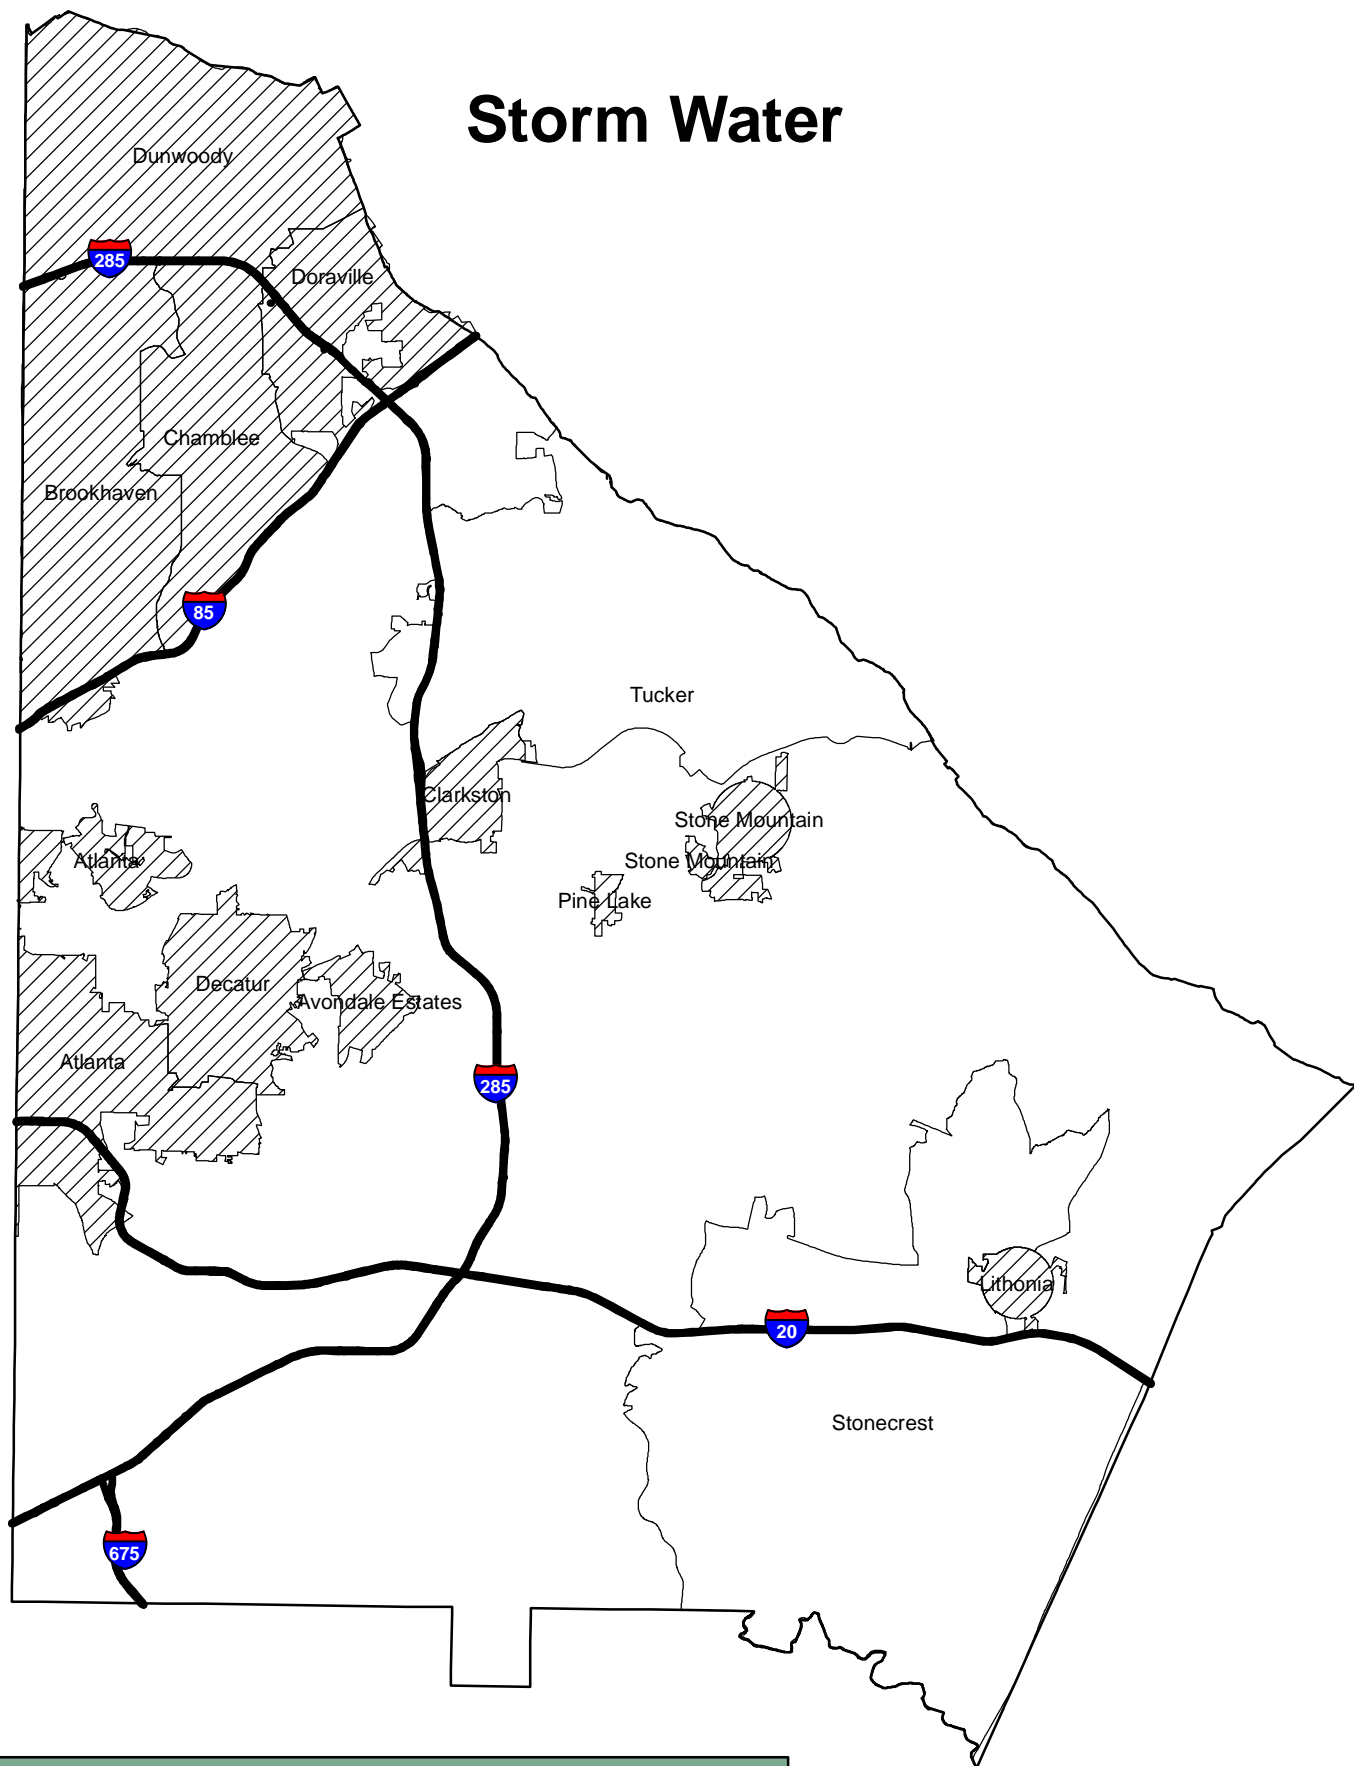 Storm Water
Dunwoody
285
Doraville
Chamblee
Brookhaven
85
Tucker
Clarkston
Stone Mountain
Atlanta
Stone Mountain
Pine Lake
Decatur
Avondale Estates
Atlanta
285
Lithonia
20
Stonecrest
675